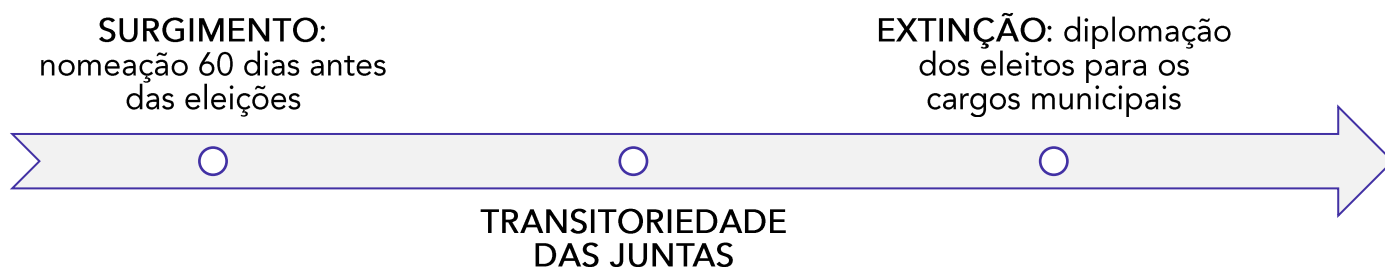 SURGIMENTO:
nomeação 60 dias antes
das eleições
EXTINÇÃO: diplomação
dos eleitos para os
cargos municipais
TRANSITORIEDADE
DAS JUNTAS